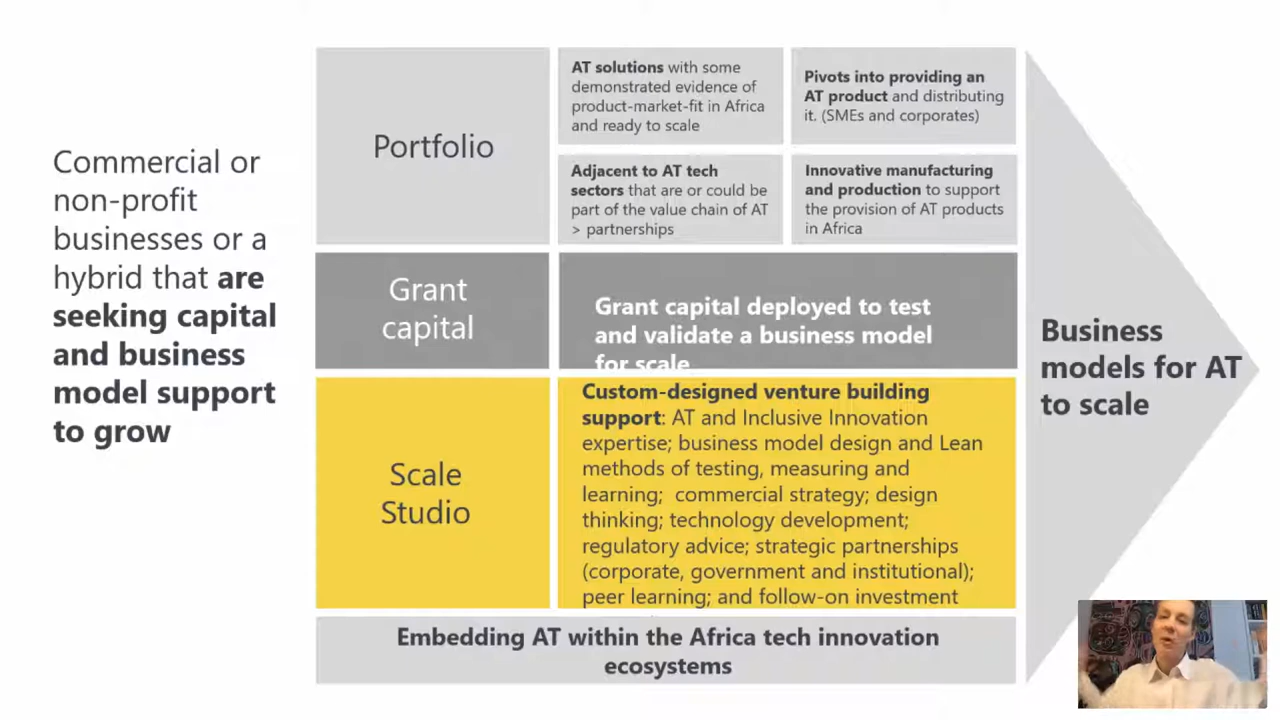 Commercial or
non-profit
businesses or a
hybrid that are
seeking capital
and business
model support
to grow
Portfolio
AT solutions with some
demonstrated evidence of
product-market-fit in Africa
and ready to scale
Pivots into providing an
AT product and distributing
it. (SMEs and corporates)
Adjacent to AT tech
sectors that are or could be
part of the value chain of AT
> partnerships
Innovative manufacturing
and production to support
the provision of AT products
in Africa
Grant
capital
Grant capital deployed to test
and validate a business model
for scale
Scale
Studio
Custom-designed venture building
support: AT and Inclusive Innovation
expertise; business model design and Lean
methods of testing, measuring and
learning; commercial strategy; design
thinking; technology development;
regulatory advice; strategic partnerships
(corporate, government and institutional);
peer learning; and follow-on investment
Embedding AT within the Africa tech innovation
ecosystems
Business
models for AT
to scale